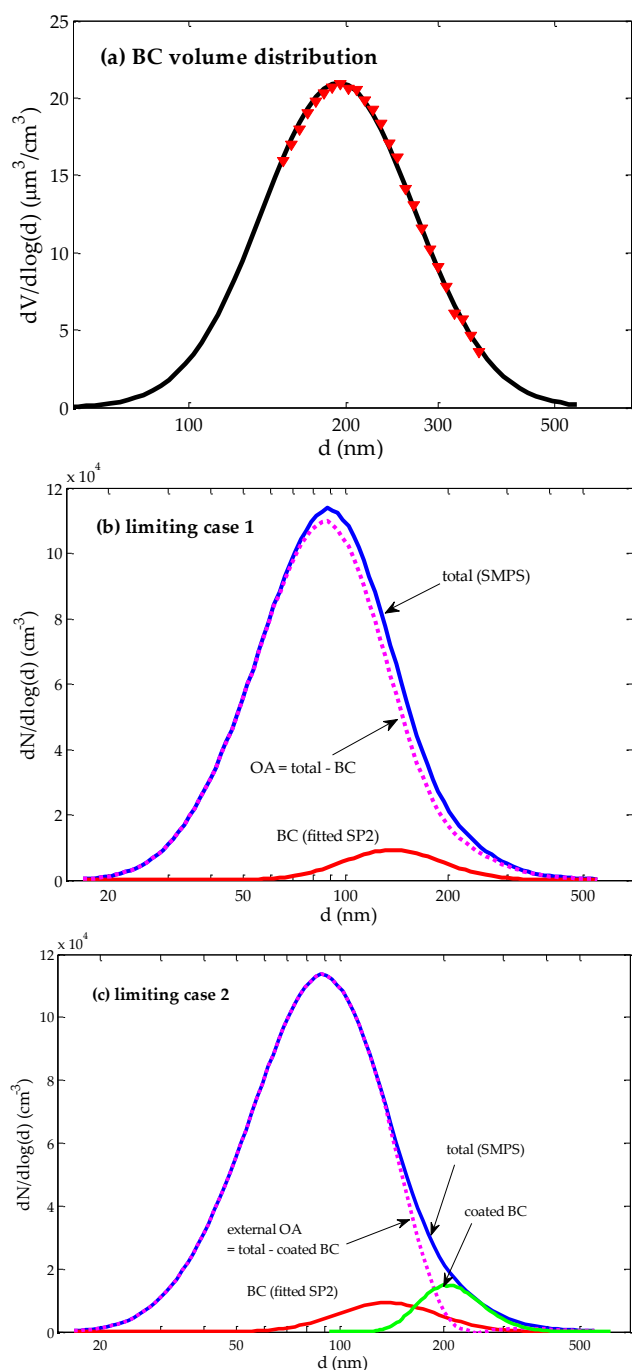 (a) BC volume distribution
25
20
15
10
5
0
dV/dlog(d) (µm³/cm³)
100 200 300 500
d (nm)
x 10⁴
12
10
8
6
4
2
0
dN/dlog(d) (cm⁻³)
(b) limiting case 1
total (SMPS)
OA = total - BC
BC (fitted SP2)
20 50 100 200 500
d (nm)
x 10⁴
12
10
8
6
4
2
0
dN/dlog(d) (cm⁻³)
(c) limiting case 2
total (SMPS)
coated BC
external OA
= total - coated BC
BC (fitted SP2)
20 50 100 200 500
d (nm)